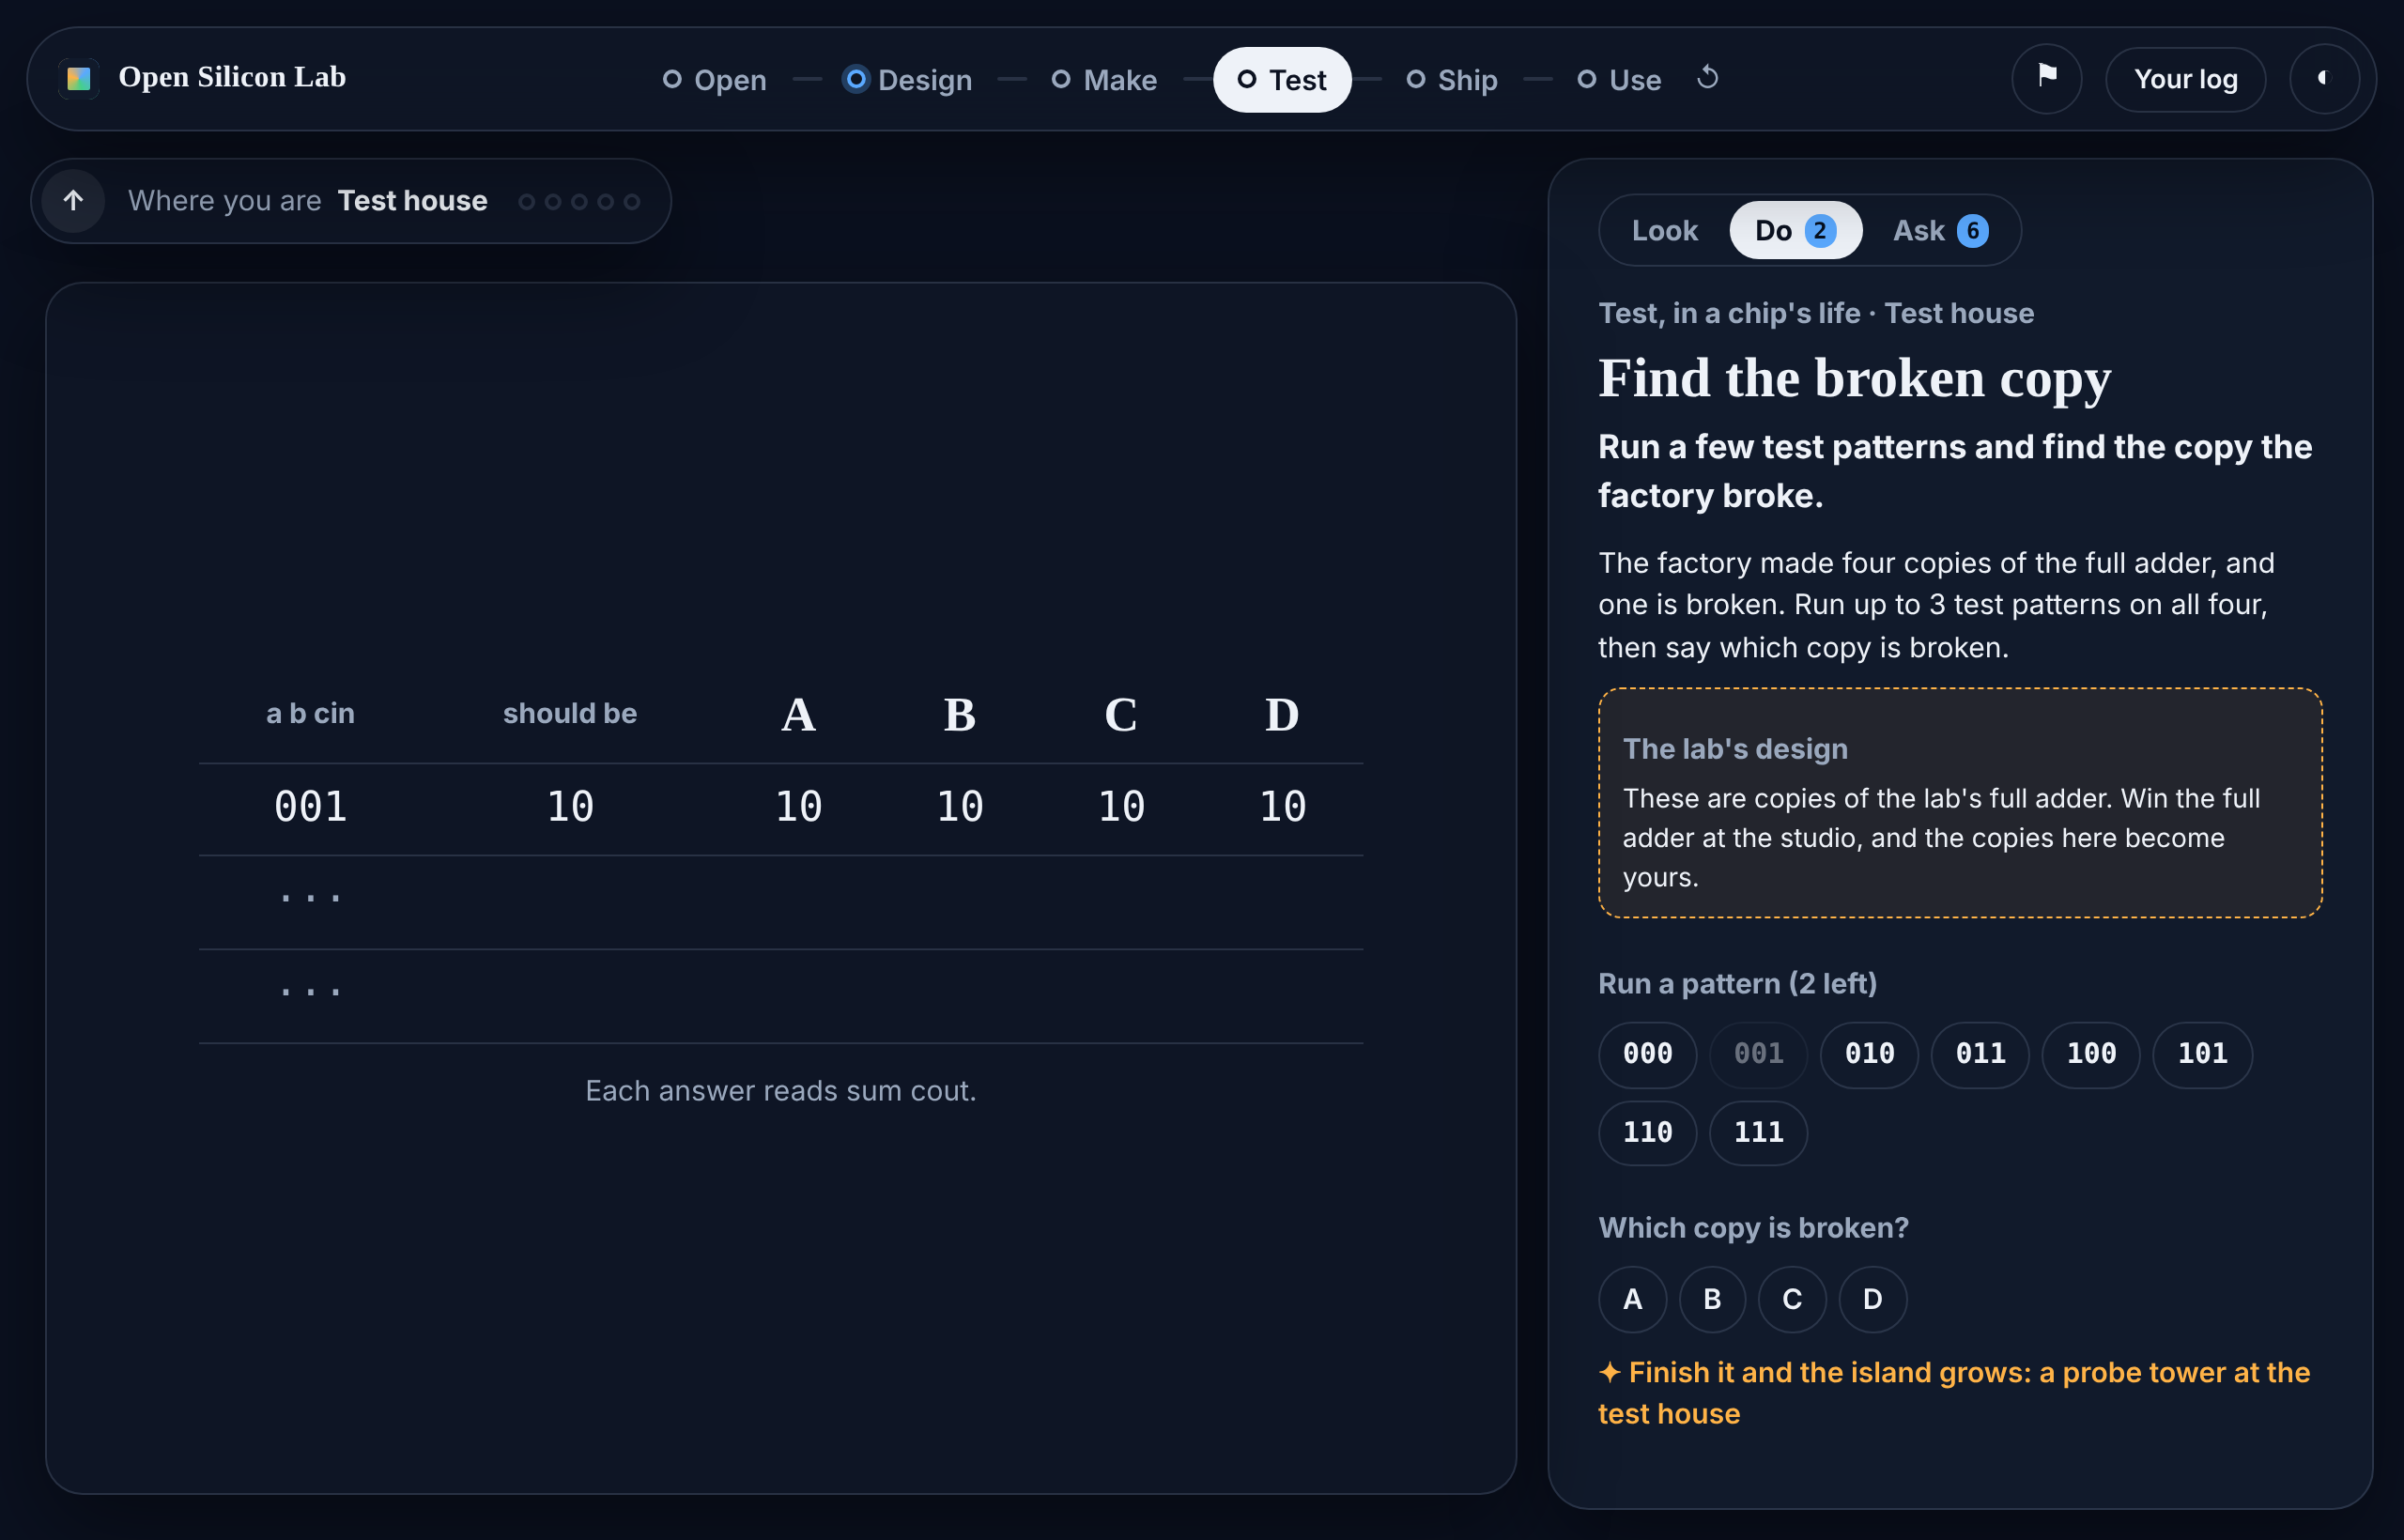 Open Silicon Lab
Open
Design
Make
Test
Ship
Use
Your log
Where you are Test house
a b cin should be A B C D
001 10 10 10 10 10
...
...
Each answer reads sum cout.
Look
Do 2
Ask 6
Test, in a chip's life · Test house
Find the broken copy
Run a few test patterns and find the copy the
factory broke.
The factory made four copies of the full adder, and
one is broken. Run up to 3 test patterns on all four,
then say which copy is broken.
The lab's design
These are copies of the lab's full adder. Win the full
adder at the studio, and the copies here become
yours.
Run a pattern (2 left)
000 001 010 011 100 101
110 111
Which copy is broken?
A B C D
✦ Finish it and the island grows: a probe tower at the
test house